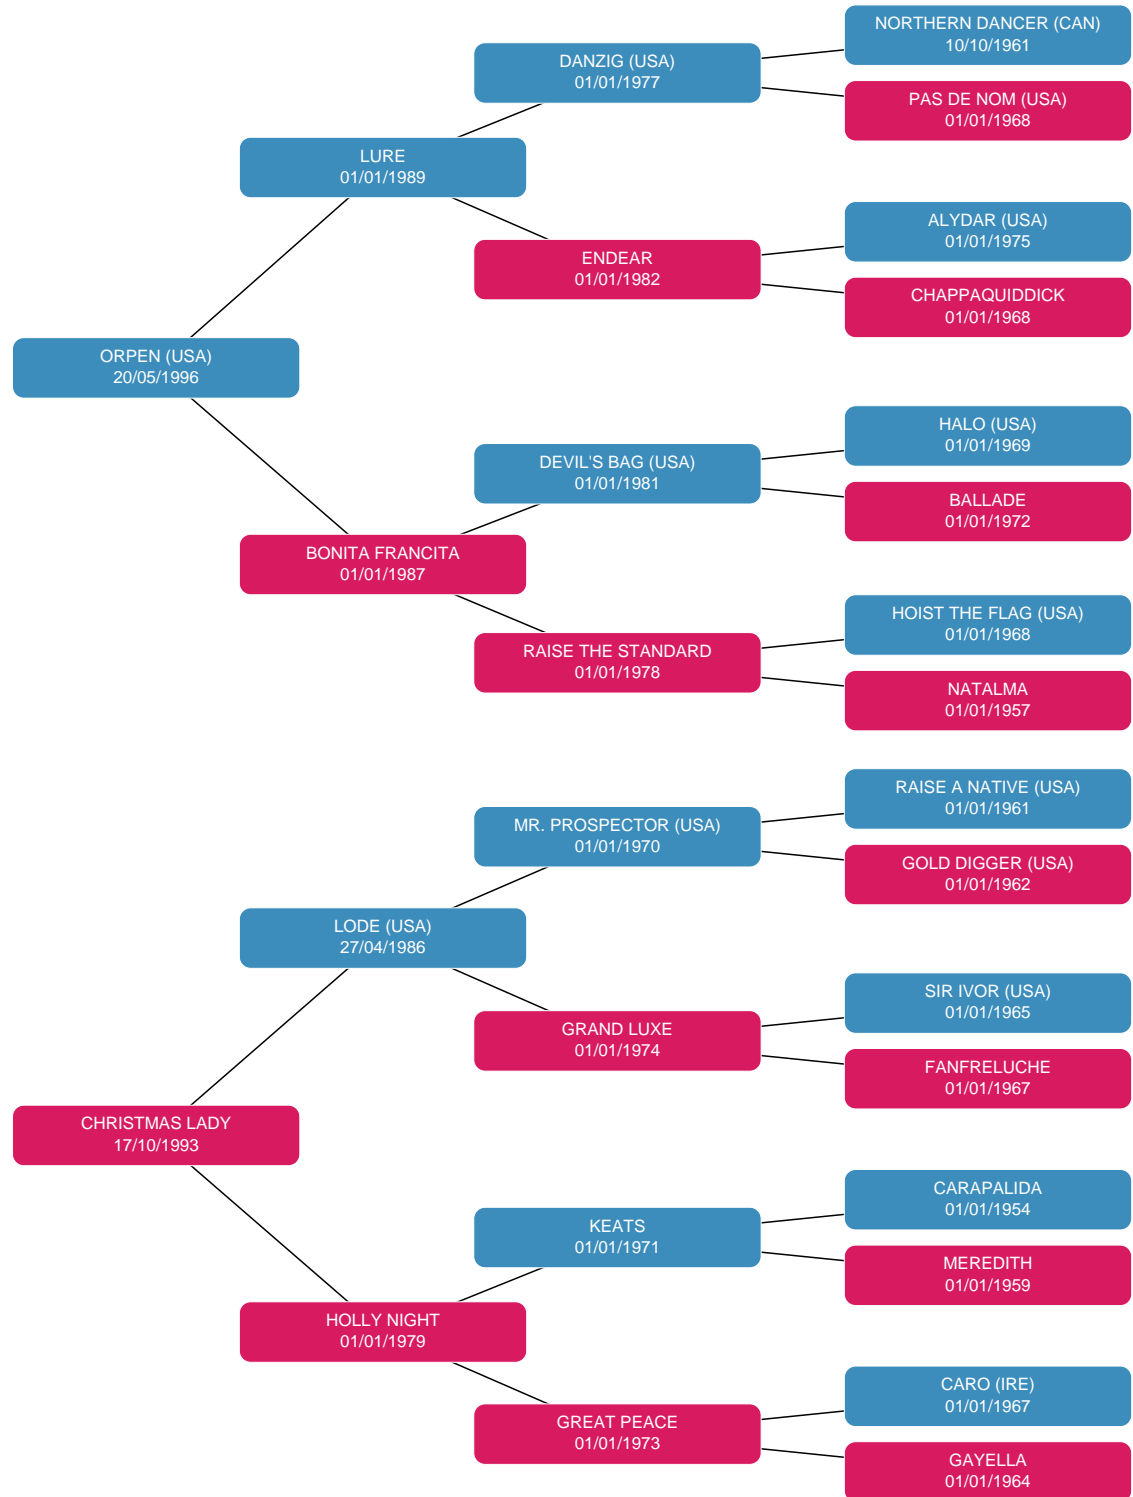 NORTHERN DANCER (CAN)
10/10/1961
DANZIG (USA)
01/01/1977
PAS DE NOM (USA)
01/01/1968
LURE
01/01/1989
ALYDAR (USA)
01/01/1975
ENDEAR
01/01/1982
CHAPPAQUIDDICK
01/01/1968
ORPEN (USA)
20/05/1996
HALO (USA)
01/01/1969
DEVIL'S BAG (USA)
01/01/1981
BALLADE
01/01/1972
BONITA FRANCITA
01/01/1987
HOIST THE FLAG (USA)
01/01/1968
RAISE THE STANDARD
01/01/1978
NATALMA
01/01/1957
RAISE A NATIVE (USA)
01/01/1961
MR. PROSPECTOR (USA)
01/01/1970
GOLD DIGGER (USA)
01/01/1962
LODE (USA)
27/04/1986
SIR IVOR (USA)
01/01/1965
GRAND LUXE
01/01/1974
FANFRELUCHE
01/01/1967
CHRISTMAS LADY
17/10/1993
CARAPALIDA
01/01/1954
KEATS
01/01/1971
MEREDITH
01/01/1959
HOLLY NIGHT
01/01/1979
CARO (IRE)
01/01/1967
GREAT PEACE
01/01/1973
GAYELLA
01/01/1964